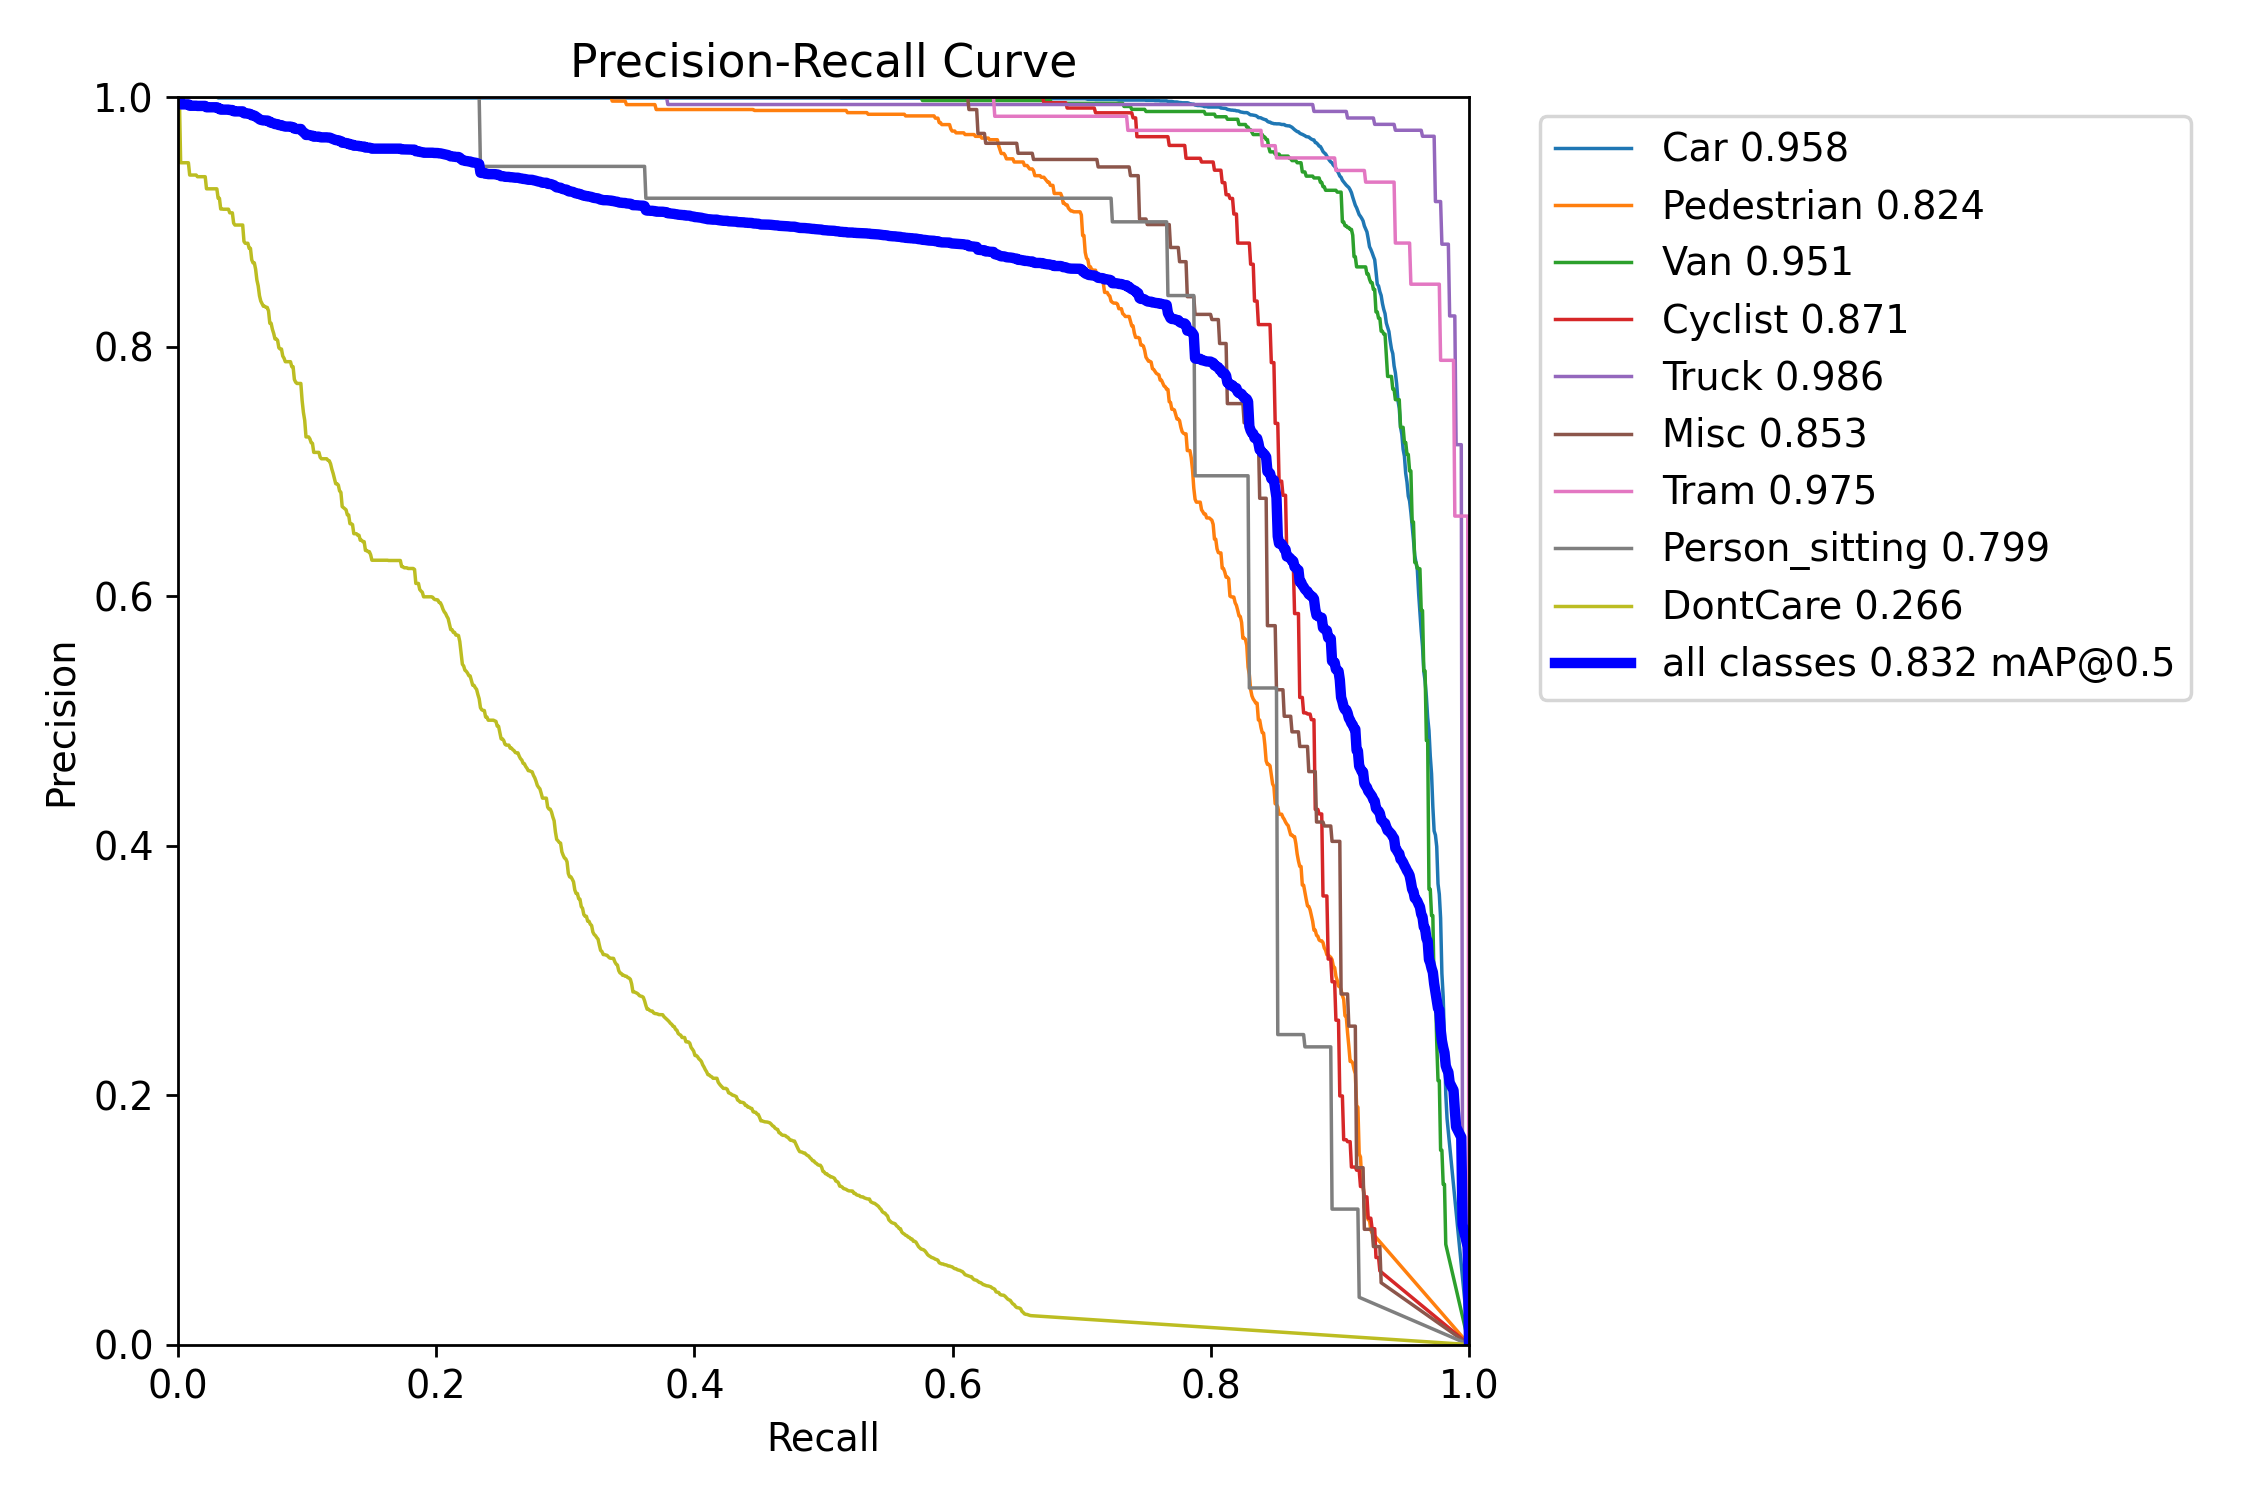 Precision-Recall Curve
1.0
0.8
0.6
0.4
0.2
0.0
Precision
0.0 0.2 0.4 0.6 0.8 1.0
Recall
Car 0.958
Pedestrian 0.824
Van 0.951
Cyclist 0.871
Truck 0.986
Misc 0.853
Tram 0.975
Person_sitting 0.799
DontCare 0.266
all classes 0.832 mAP@0.5